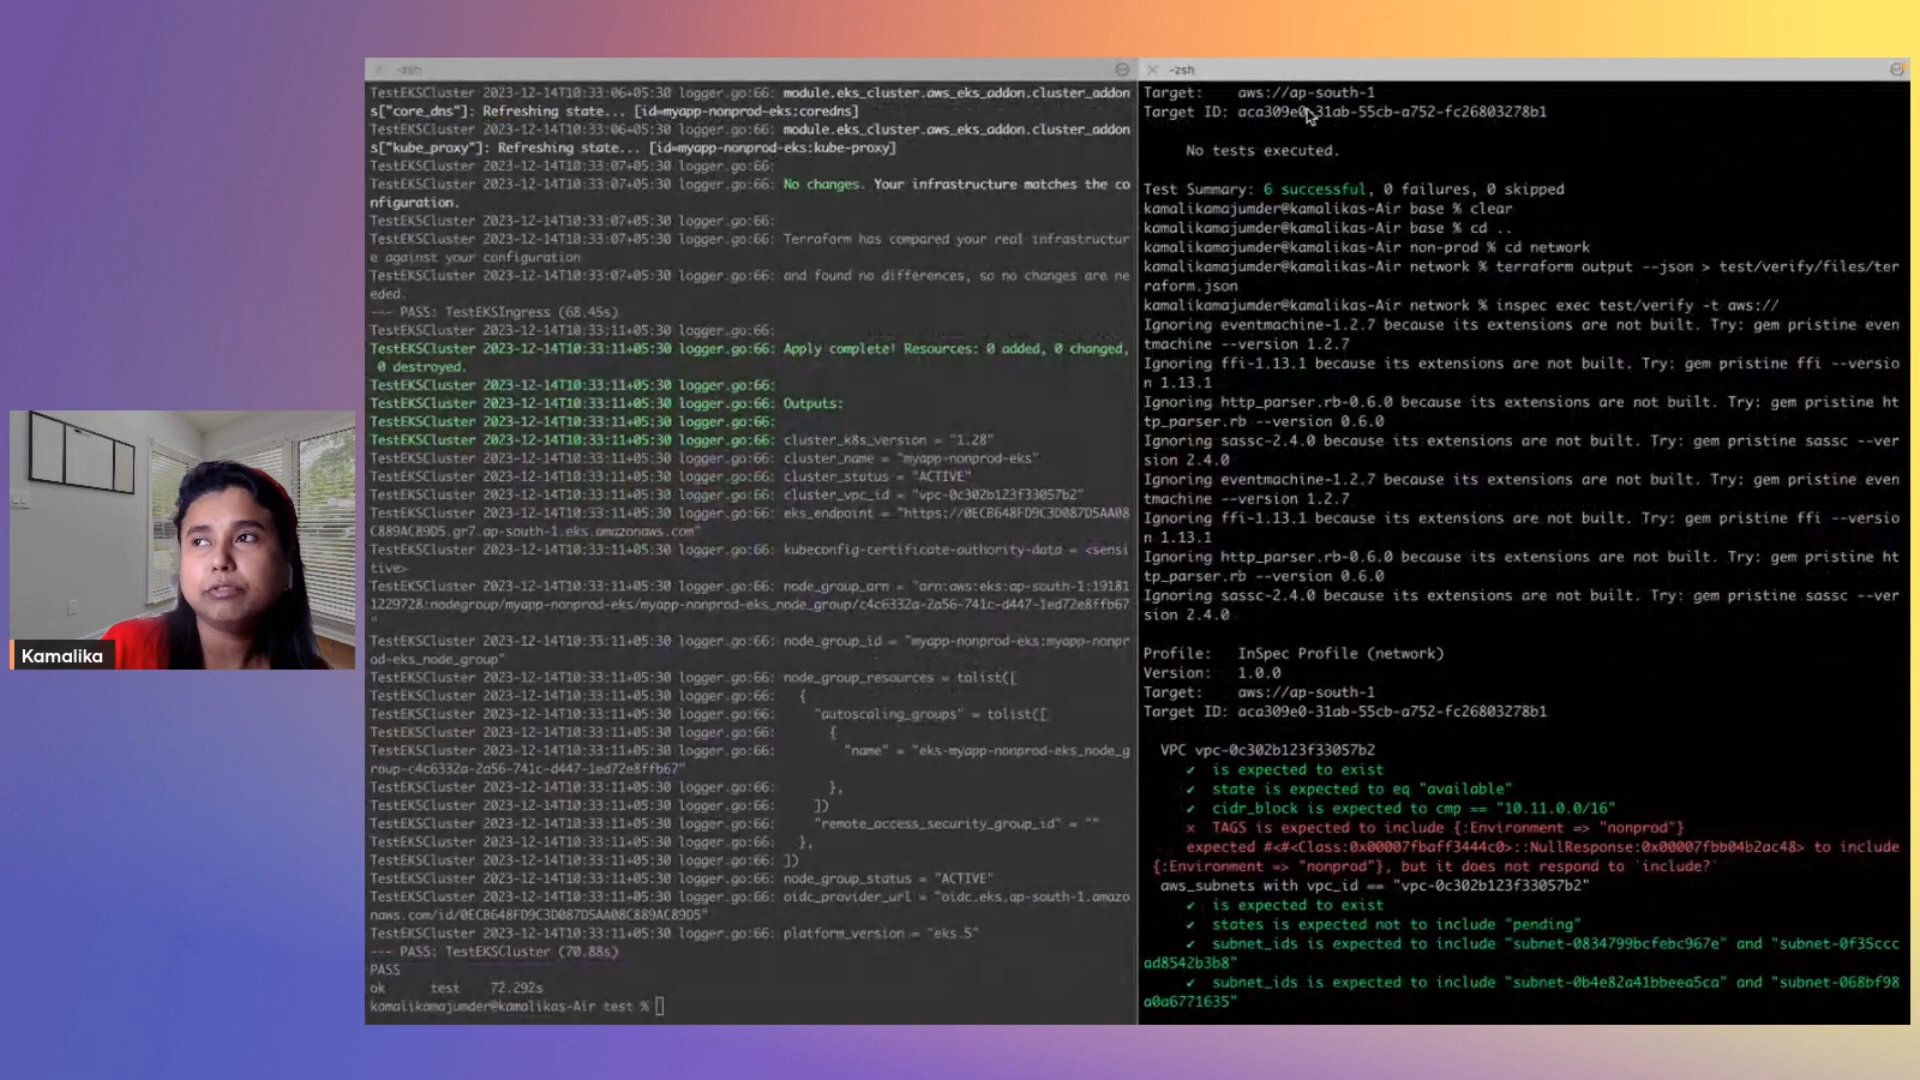 -zsh
TestEKSCluster 2023-12-14T10:33:06+05:30 logger.go:66: module.eks_cluster.aws_eks_addon.cluster_addon
s["core_dns"]: Refreshing state... [id=myapp-nonprod-eks:coredns]
TestEKSCluster 2023-12-14T10:33:06+05:30 logger.go:66: module.eks_cluster.aws_eks_addon.cluster_addon
s["kube_proxy"]: Refreshing state... [id=myapp-nonprod-eks:kube-proxy]
TestEKSCluster 2023-12-14T10:33:07+05:30 logger.go:66:
TestEKSCluster 2023-12-14T10:33:07+05:30 logger.go:66: No changes. Your infrastructure matches the co
nfiguration.
TestEKSCluster 2023-12-14T10:33:07+05:30 logger.go:66:
TestEKSCluster 2023-12-14T10:33:07+05:30 logger.go:66: Terraform has compared your real infrastructur
e against your configuration
TestEKSCluster 2023-12-14T10:33:07+05:30 logger.go:66: and found no differences, so no changes are ne
eded.
--- PASS: TestEKSIngress (68.45s)
TestEKSCluster 2023-12-14T10:33:11+05:30 logger.go:66:
TestEKSCluster 2023-12-14T10:33:11+05:30 logger.go:66: Apply complete! Resources: 0 added, 0 changed,
0 destroyed.
TestEKSCluster 2023-12-14T10:33:11+05:30 logger.go:66:
TestEKSCluster 2023-12-14T10:33:11+05:30 logger.go:66: Outputs:
TestEKSCluster 2023-12-14T10:33:11+05:30 logger.go:66:
TestEKSCluster 2023-12-14T10:33:11+05:30 logger.go:66: cluster_k8s_version = "1.28"
TestEKSCluster 2023-12-14T10:33:11+05:30 logger.go:66: cluster_name = "myapp-nonprod-eks"
TestEKSCluster 2023-12-14T10:33:11+05:30 logger.go:66: cluster_status = "ACTIVE"
TestEKSCluster 2023-12-14T10:33:11+05:30 logger.go:66: cluster_vpc_id = "vpc-0c302b123f33057b2"
TestEKSCluster 2023-12-14T10:33:11+05:30 logger.go:66: eks_endpoint = "https://0ECB648FD9C3D087D5AA08
C889AC89D5.gr7.ap-south-1.eks.amazonaws.com"
TestEKSCluster 2023-12-14T10:33:11+05:30 logger.go:66: kubeconfig-certificate-authority-data = <sensi
tive>
TestEKSCluster 2023-12-14T10:33:11+05:30 logger.go:66: node_group_arn = "arn:aws:eks:ap-south-1:19181
1229728:nodegroup/myapp-nonprod-eks/myapp-nonprod-eks_node_group/c4c6332a-2a56-741c-d447-1ed72e8ffb67
"
TestEKSCluster 2023-12-14T10:33:11+05:30 logger.go:66: node_group_id = "myapp-nonprod-eks:myapp-nonpr
od-eks_node_group"
TestEKSCluster 2023-12-14T10:33:11+05:30 logger.go:66: node_group_resources = tolist([
TestEKSCluster 2023-12-14T10:33:11+05:30 logger.go:66: {
TestEKSCluster 2023-12-14T10:33:11+05:30 logger.go:66: "autoscaling_groups" = tolist([
TestEKSCluster 2023-12-14T10:33:11+05:30 logger.go:66: {
TestEKSCluster 2023-12-14T10:33:11+05:30 logger.go:66: "name" = "eks-myapp-nonprod-eks_node_g
roup-c4c6332a-2a56-741c-d447-1ed72e8ffb67"
TestEKSCluster 2023-12-14T10:33:11+05:30 logger.go:66: },
TestEKSCluster 2023-12-14T10:33:11+05:30 logger.go:66: ])
TestEKSCluster 2023-12-14T10:33:11+05:30 logger.go:66: "remote_access_security_group_id" = ""
TestEKSCluster 2023-12-14T10:33:11+05:30 logger.go:66: },
TestEKSCluster 2023-12-14T10:33:11+05:30 logger.go:66: ])
TestEKSCluster 2023-12-14T10:33:11+05:30 logger.go:66: node_group_status = "ACTIVE"
TestEKSCluster 2023-12-14T10:33:11+05:30 logger.go:66: oidc_provider_url = "oidc.eks.ap-south-1.amazo
naws.com/id/0ECB648FD9C3D087D5AA08C889AC89D5"
TestEKSCluster 2023-12-14T10:33:11+05:30 logger.go:66: platform_version = "eks.5"
--- PASS: TestEKSCluster (70.88s)
PASS
ok test 72.292s
kamalikamajumder@kamalikas-Air test %
-zsh
Target: aws://ap-south-1
Target ID: aca309e0-31ab-55cb-a752-fc26803278b1
No tests executed.
Test Summary: 6 successful, 0 failures, 0 skipped
kamalikamajumder@kamalikas-Air base % clear
kamalikamajumder@kamalikas-Air base % cd ..
kamalikamajumder@kamalikas-Air non-prod % cd network
kamalikamajumder@kamalikas-Air network % terraform output --json > test/verify/files/ter
raform.json
kamalikamajumder@kamalikas-Air network % inspec exec test/verify -t aws://
Ignoring eventmachine-1.2.7 because its extensions are not built. Try: gem pristine even
tmachine --version 1.2.7
Ignoring ffi-1.13.1 because its extensions are not built. Try: gem pristine ffi --versio
n 1.13.1
Ignoring http_parser.rb-0.6.0 because its extensions are not built. Try: gem pristine ht
tp_parser.rb --version 0.6.0
Ignoring sassc-2.4.0 because its extensions are not built. Try: gem pristine sassc --ver
sion 2.4.0
Ignoring eventmachine-1.2.7 because its extensions are not built. Try: gem pristine even
tmachine --version 1.2.7
Ignoring ffi-1.13.1 because its extensions are not built. Try: gem pristine ffi --versio
n 1.13.1
Ignoring http_parser.rb-0.6.0 because its extensions are not built. Try: gem pristine ht
tp_parser.rb --version 0.6.0
Ignoring sassc-2.4.0 because its extensions are not built. Try: gem pristine sassc --ver
sion 2.4.0
Profile: InSpec Profile (network)
Version: 1.0.0
Target: aws://ap-south-1
Target ID: aca309e0-31ab-55cb-a752-fc26803278b1
VPC vpc-0c302b123f33057b2
✔ is expected to exist
✔ state is expected to eq "available"
✔ cidr_block is expected to cmp == "10.11.0.0/16"
× TAGS is expected to include {:Environment => "nonprod"}
expected #<#<Class:0x00007fbaff3444c0>::NullResponse:0x00007fbb04b2ac48> to include
{:Environment => "nonprod"}, but it does not respond to `include?`
aws_subnets with vpc_id == "vpc-0c302b123f33057b2"
✔ is expected to exist
✔ states is expected not to include "pending"
✔ subnet_ids is expected to include "subnet-0834799bcfebc967e" and "subnet-0f35ccc
ad8542b3b8"
✔ subnet_ids is expected to include "subnet-0b4e82a41bbeea5ca" and "subnet-068bf98
a0a6771635"
Kamalika